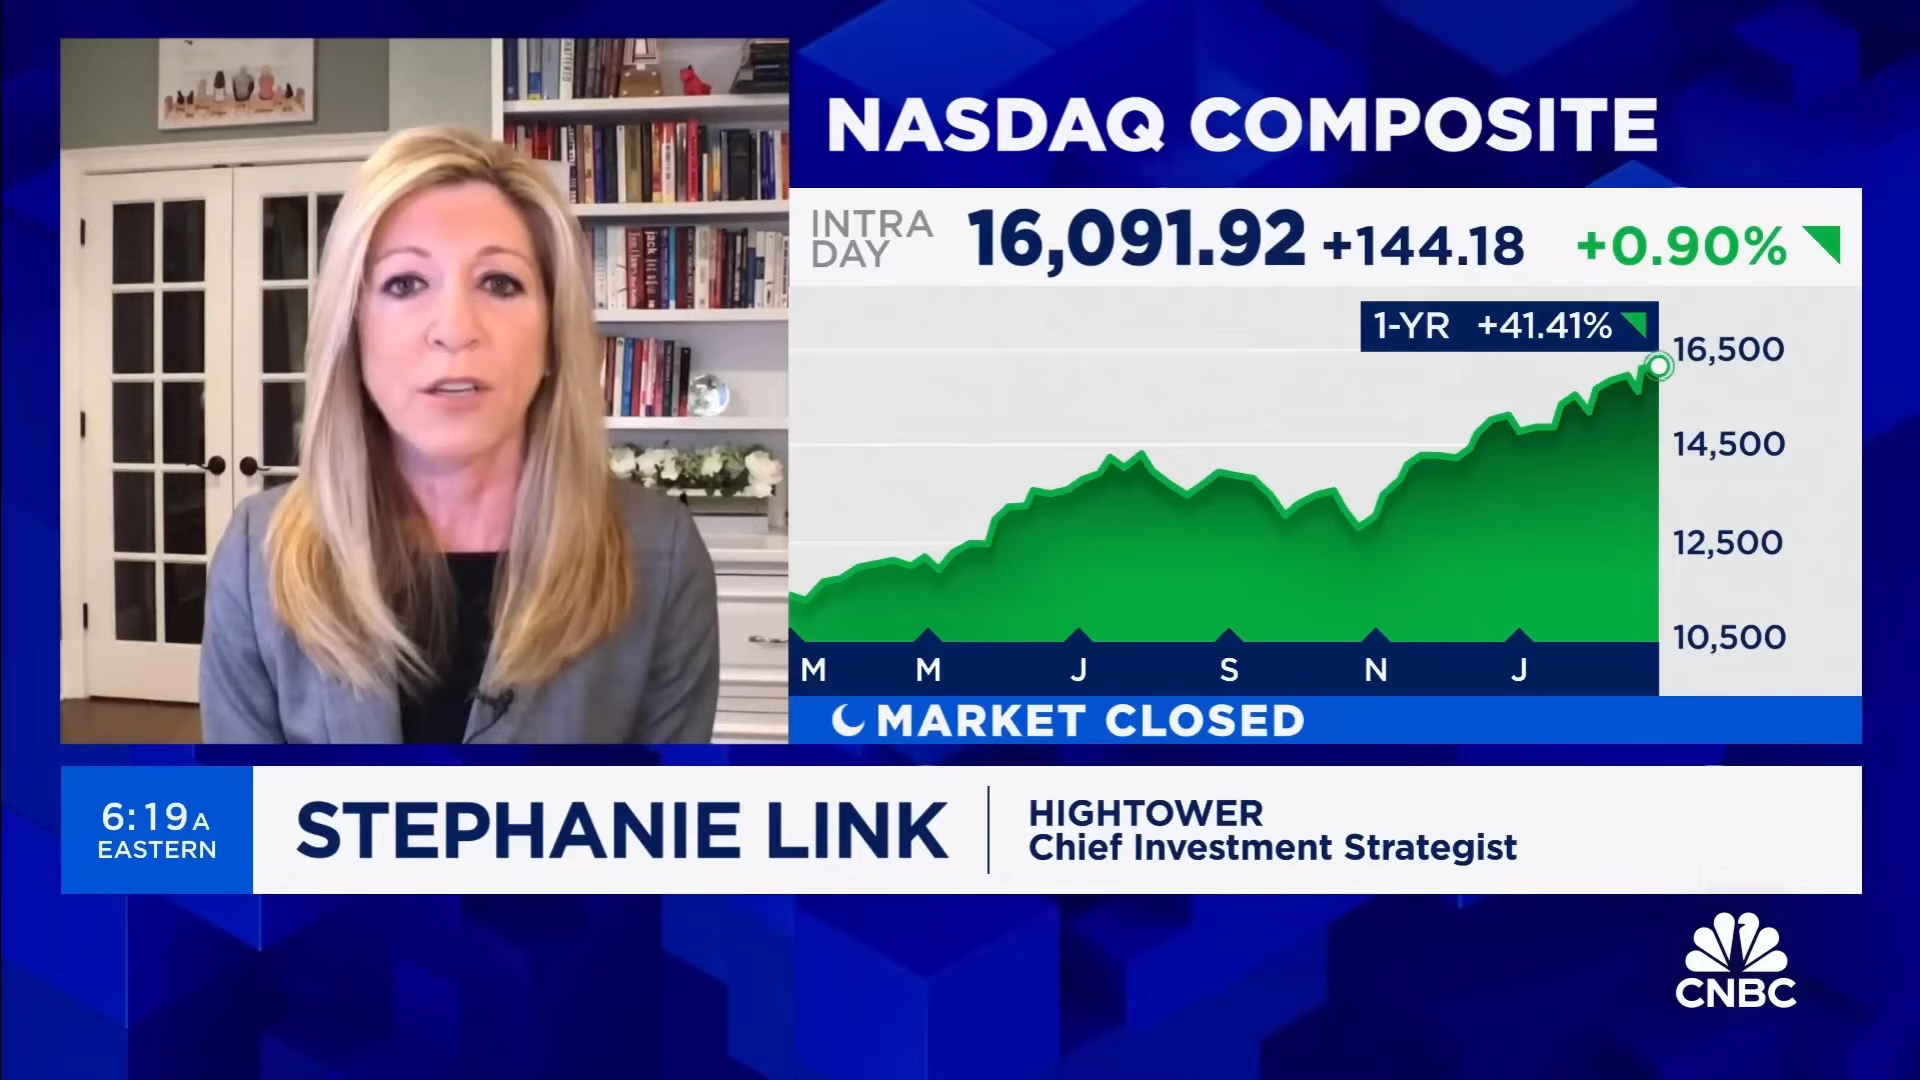 NASDAQ COMPOSITE
INTRA DAY
16,091.92 +144.18 +0.90%
1-YR +41.41%
16,500
14,500
12,500
10,500
M M J S N J
MARKET CLOSED
6:19A
EASTERN
STEPHANIE LINK
HIGHTOWER
Chief Investment Strategist
CNBC